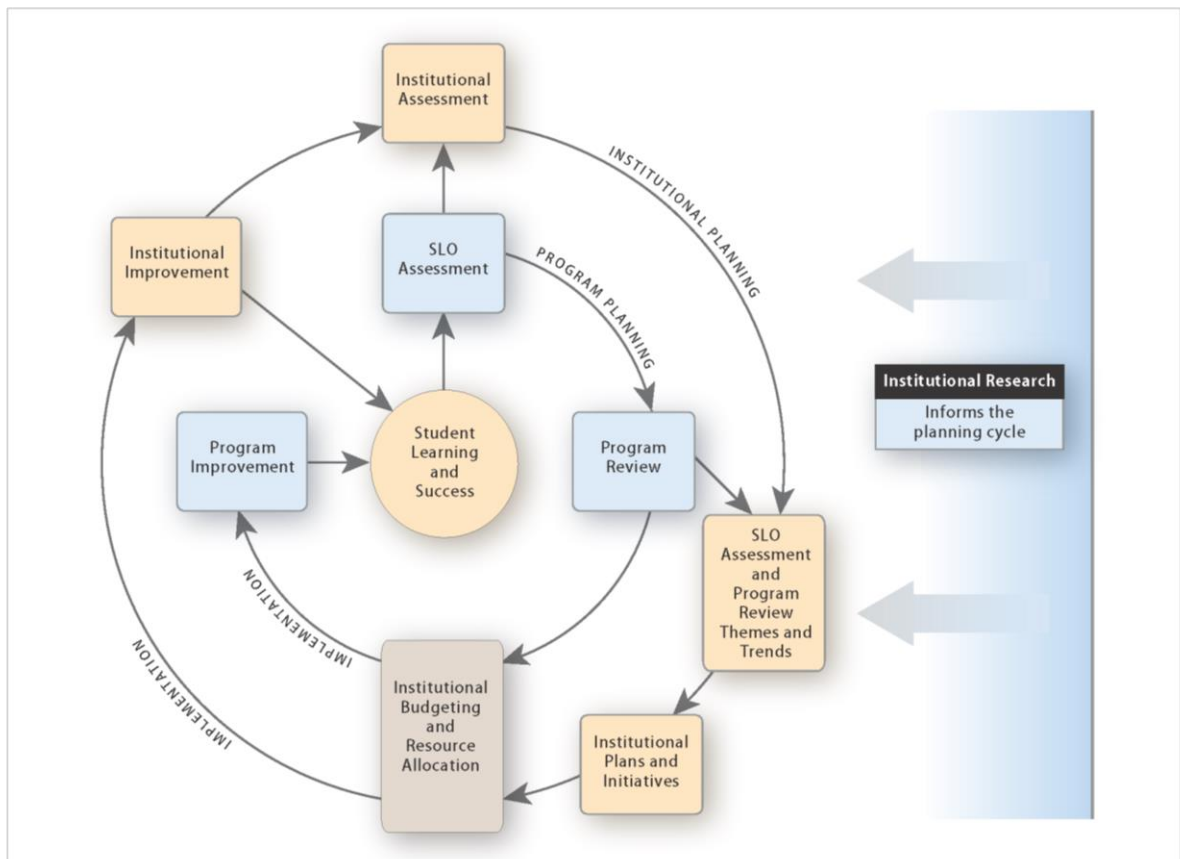 Institutional
Assessment
INSTITUTIONAL PLANNING
Institutional
Improvement
SLO
Assessment
PROGRAM PLANNING
Institutional Research
Informs the
planning cycle
Program
Improvement
Student
Learning
and
Success
Program
Review
SLO
Assessment
and
Program
Review
Themes and
Trends
IMPLEMENTATION
IMPLEMENTATION
Institutional
Budgeting
and
Resource
Allocation
Institutional
Plans and
Initiatives